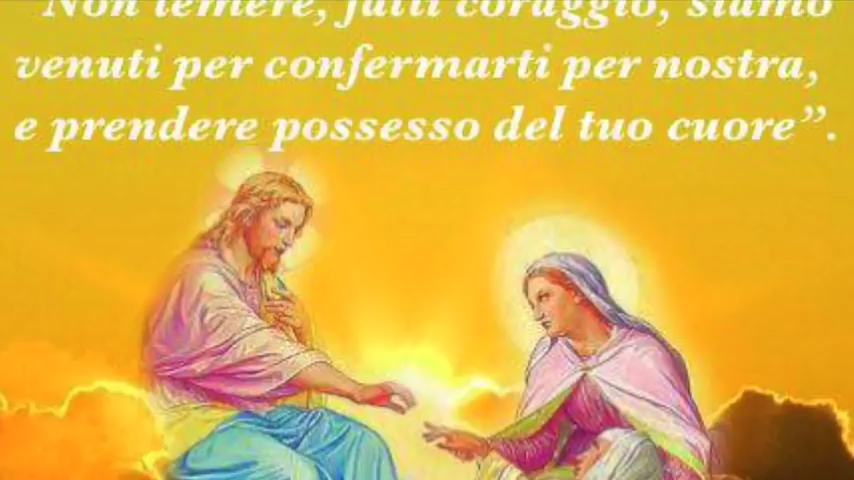 "Non temere, fatti coraggio, siamo
venuti per confermarti per nostra,
e prendere possesso del tuo cuore”.